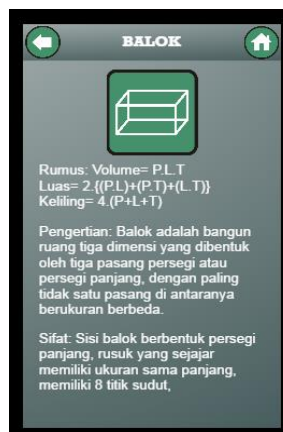 BALOK
Rumus: Volume= P.L.T
Luas= 2.{(P.L)+(P.T)+(L.T)}
Keliling= 4.(P+L+T)
Pengertian: Balok adalah bangun
ruang tiga dimensi yang dibentuk
oleh tiga pasang persegi atau
persegi panjang, dengan paling
tidak satu pasang di antaranya
berukuran berbeda.
Sifat: Sisi balok berbentuk persegi
panjang, rusuk yang sejajar
memiliki ukuran sama panjang,
memiliki 8 titik sudut,